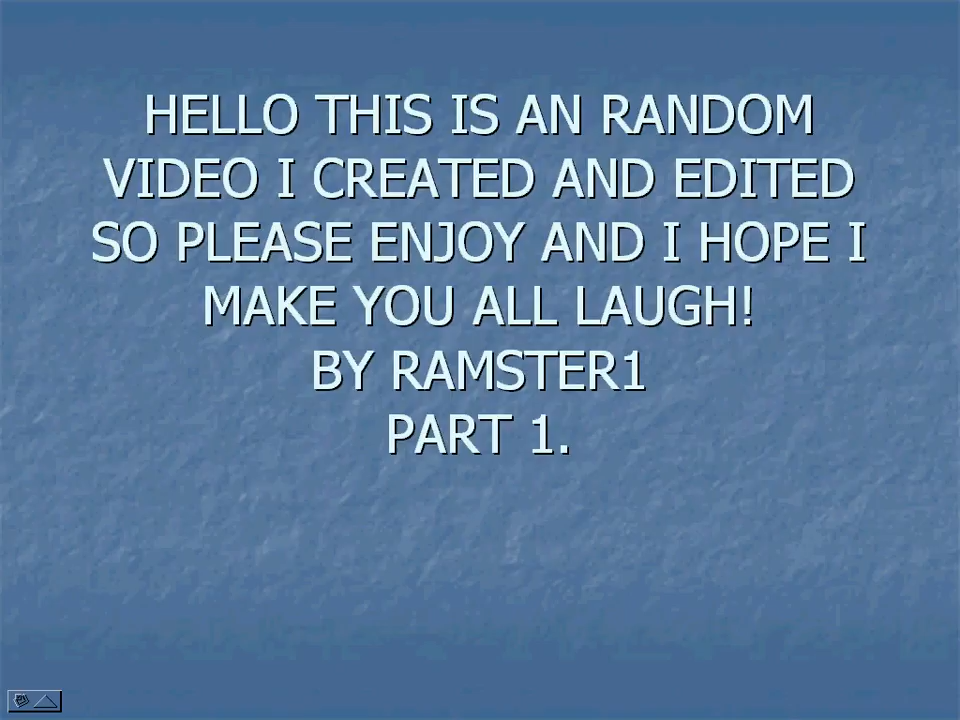 HELLO THIS IS AN RANDOM
VIDEO I CREATED AND EDITED
SO PLEASE ENJOY AND I HOPE I
MAKE YOU ALL LAUGH!
BY RAMSTER1
PART 1.